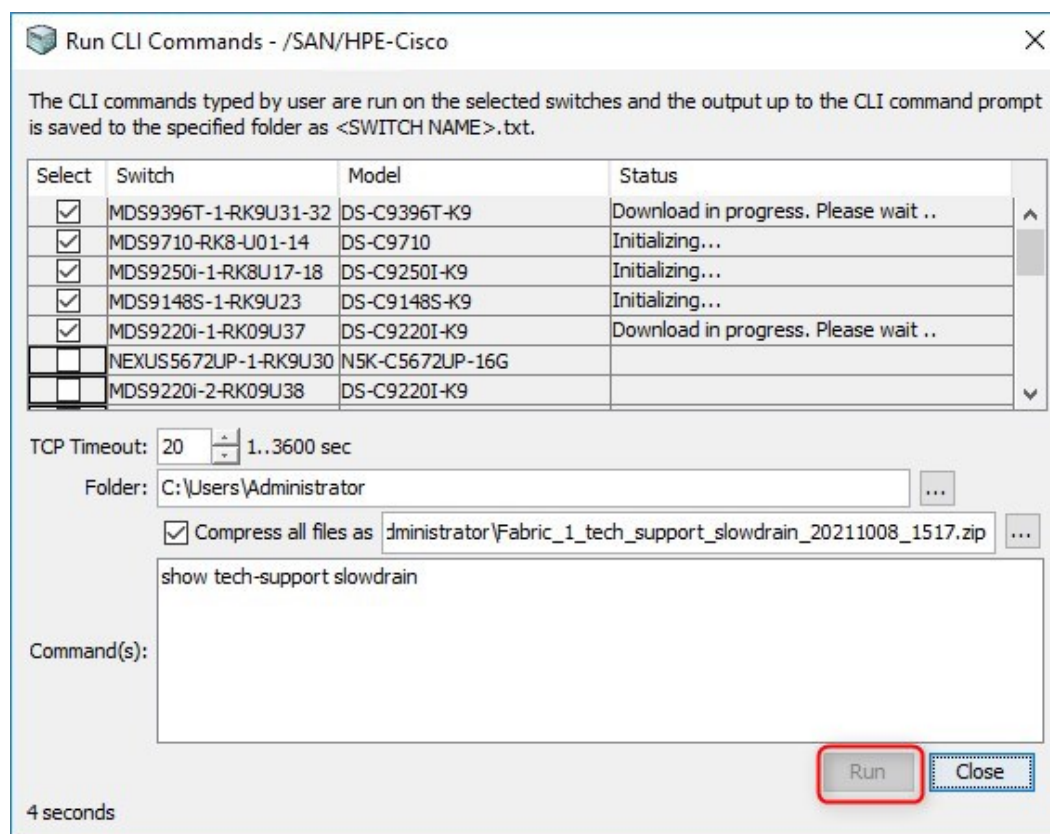 Run CLI Commands - /SAN/HPE-Cisco
The CLI commands typed by user are run on the selected switches and the output up to the CLI command prompt
is saved to the specified folder as <SWITCH NAME>.txt.
Select Switch Model Status
MDS9396T-1-RK9U31-32 DS-C9396T-K9 Download in progress. Please wait ..
MDS9710-RK8-U01-14 DS-C9710 Initializing...
MDS9250i-1-RK8U17-18 DS-C9250I-K9 Initializing...
MDS9148S-1-RK9U23 DS-C9148S-K9 Initializing...
MDS9220i-1-RK09U37 DS-C9220I-K9 Download in progress. Please wait ..
NEXUS5672UP-1-RK9U30 N5K-C5672UP-16G
MDS9220i-2-RK09U38 DS-C9220I-K9
TCP Timeout: 20 1..3600 sec
Folder: C:\Users\Administrator ...
Compress all files as dministrator\Fabric_1_tech_support_slowdrain_20211008_1517.zip ...
show tech-support slowdrain
Command(s):
Run Close
4 seconds